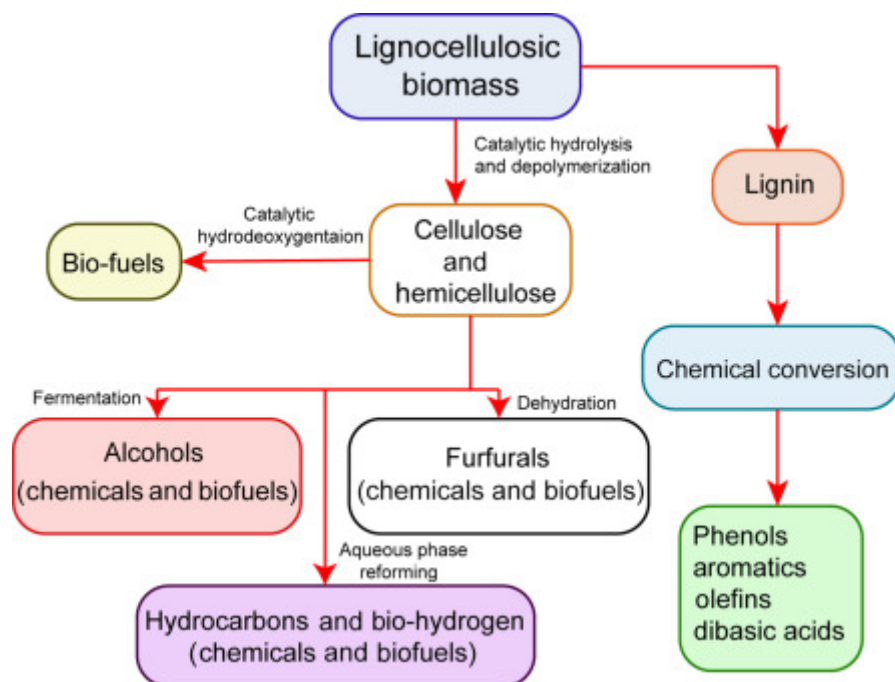 Lignocellulosic
biomass
Catalytic hydrolysis
and depolymerization
Lignin
Catalytic
hydrodeoxygentaion
Bio-fuels
Cellulose
and
hemicellulose
Chemical conversion
Fermentation
Dehydration
Alcohols
(chemicals and biofuels)
Furfurals
(chemicals and biofuels)
Aqueous phase
reforming
Hydrocarbons and bio-hydrogen
(chemicals and biofuels)
Phenols
aromatics
olefins
dibasic acids